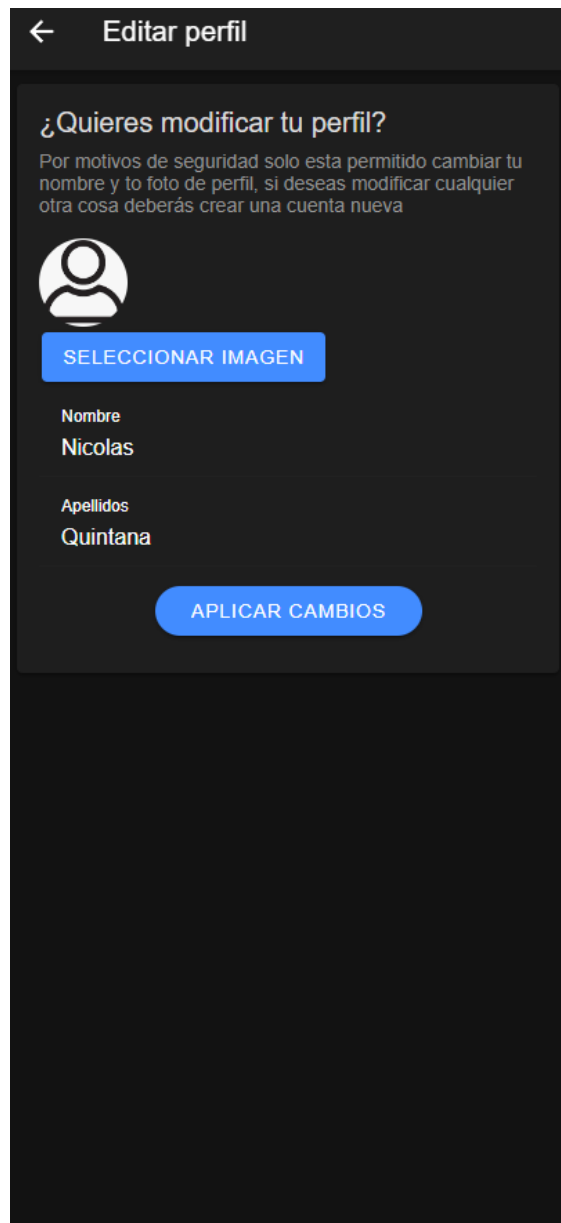 Editar perfil
¿Quieres modificar tu perfil?
Por motivos de seguridad solo esta permitido cambiar tu
nombre y to foto de perfil, si deseas modificar cualquier
otra cosa deberás crear una cuenta nueva
SELECCIONAR IMAGEN
Nombre
Nicolas
Apellidos
Quintana
APLICAR CAMBIOS